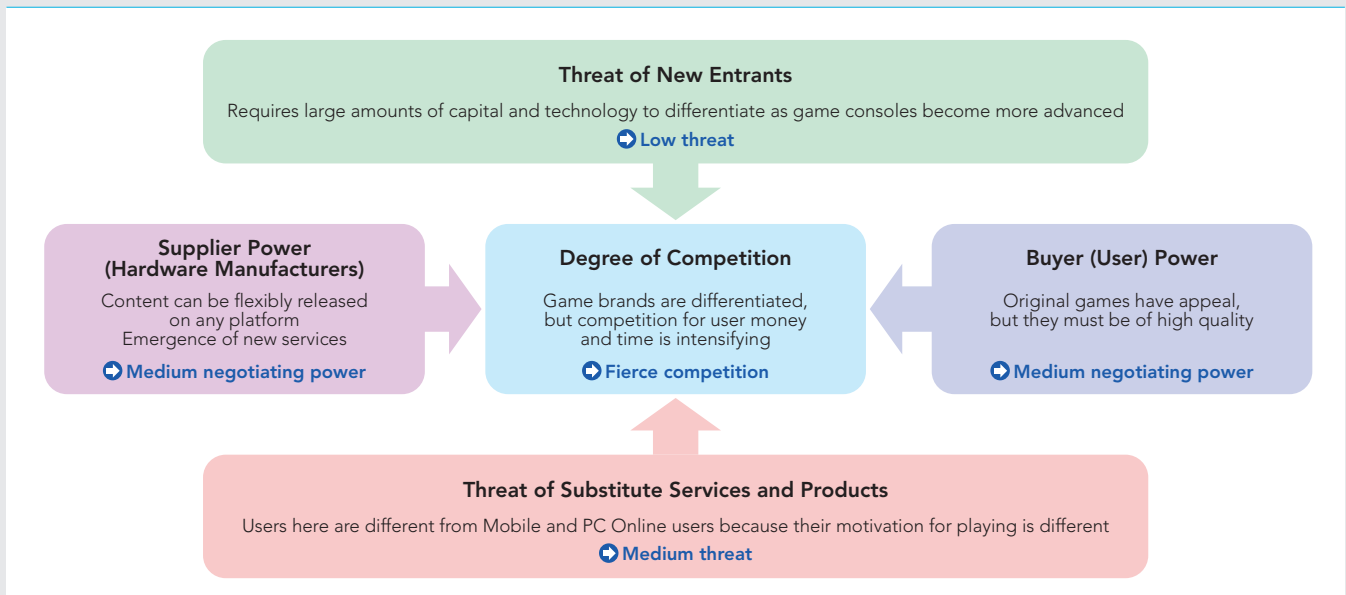 Threat of New Entrants
Requires large amounts of capital and technology to differentiate as game consoles become more advanced
Low threat
Supplier Power
(Hardware Manufacturers)
Content can be flexibly released
on any platform
Emergence of new services
Medium negotiating power
Degree of Competition
Game brands are differentiated,
but competition for user money
and time is intensifying
Fierce competition
Buyer (User) Power
Original games have appeal,
but they must be of high quality
Medium negotiating power
Threat of Substitute Services and Products
Users here are different from Mobile and PC Online users because their motivation for playing is different
Medium threat